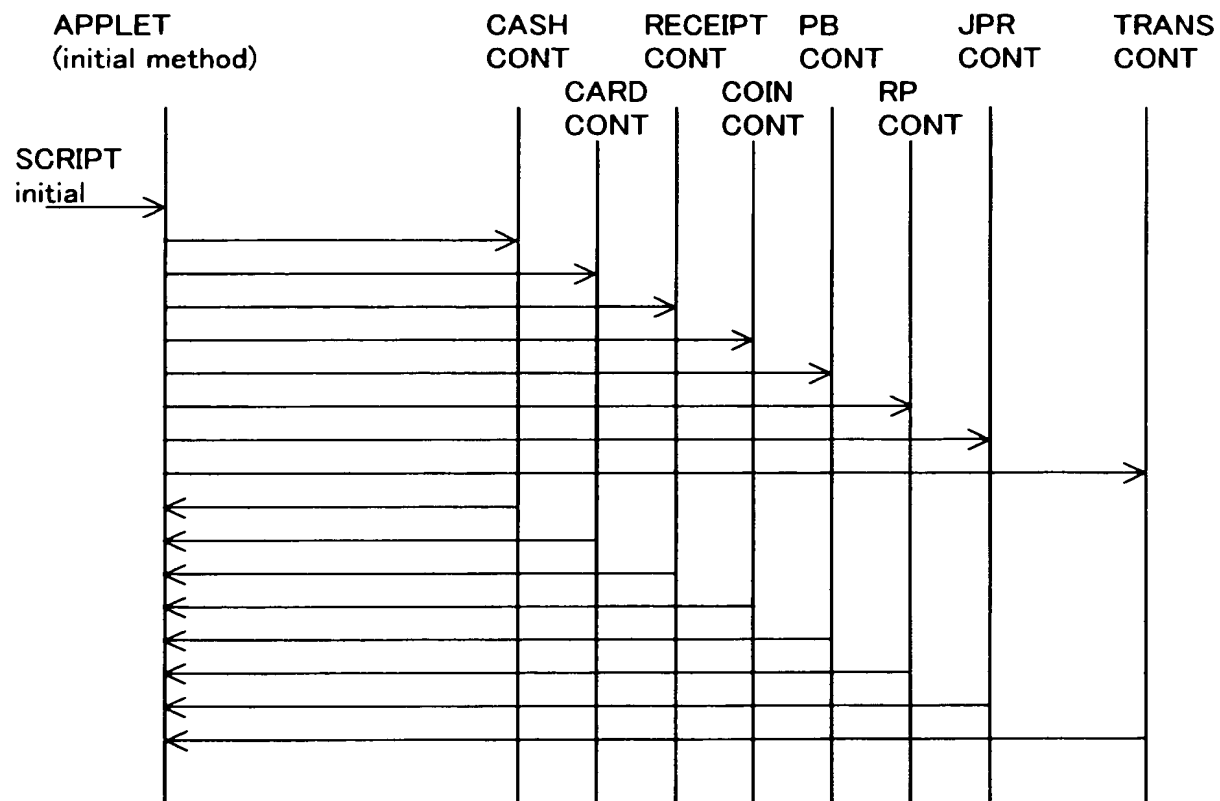 APPLET
(initial method)
CASH
CONT
RECEIPT
CONT
PB
CONT
JPR
CONT
TRANS
CONT
CARD
CONT
COIN
CONT
RP
CONT
SCRIPT
initial